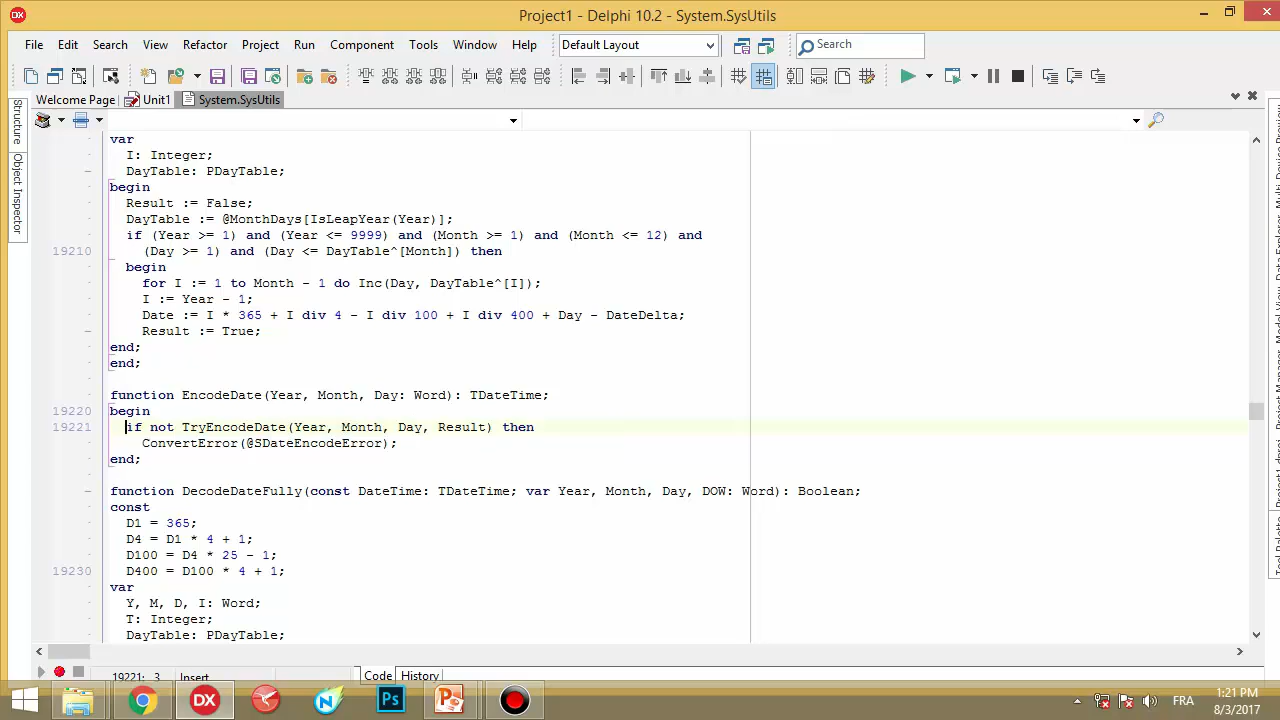 Project1 - Delphi 10.2 - System.SysUtils
File Edit Search View Refactor Project Run Component Tools Window Help Default Layout Search
Welcome Page Unit1 System.SysUtils
Structure
Object Inspector
var
I: Integer;
DayTable: PDayTable;
begin
Result := False;
DayTable := @MonthDays[IsLeapYear(Year)];
if (Year >= 1) and (Year <= 9999) and (Month >= 1) and (Month <= 12) and
19210 (Day >= 1) and (Day <= DayTable^[Month]) then
begin
for I := 1 to Month - 1 do Inc(Day, DayTable^[I]);
I := Year - 1;
Date := I * 365 + I div 4 - I div 100 + I div 400 + Day - DateDelta;
Result := True;
end;
end;
function EncodeDate(Year, Month, Day: Word): TDateTime;
19220 begin
19221 if not TryEncodeDate(Year, Month, Day, Result) then
ConvertError(@SDateEncodeError);
end;
function DecodeDateFully(const DateTime: TDateTime; var Year, Month, Day, DOW: Word): Boolean;
const
D1 = 365;
D4 = D1 * 4 + 1;
D100 = D4 * 25 - 1;
19230 D400 = D100 * 4 + 1;
var
Y, M, D, I: Word;
T: Integer;
DayTable: PDayTable;
19221: 3 Insert Code History
FRA 1:21 PM
8/3/2017